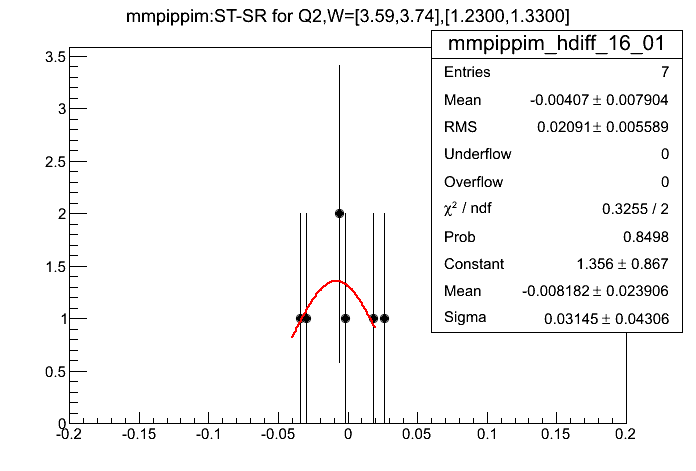 mmpippim:ST-SR for Q2,W=[3.59,3.74],[1.2300,1.3300]
mmpippim_hdiff_16_01
Entries 7
Mean -0.00407 ± 0.007904
RMS 0.02091 ± 0.005589
Underflow 0
Overflow 0
χ² / ndf 0.3255 / 2
Prob 0.8498
Constant 1.356 ± 0.867
Mean -0.008182 ± 0.023906
Sigma 0.03145 ± 0.04306
3.5
3
2.5
2
1.5
1
0.5
0
-0.2 -0.15 -0.1 -0.05 0 0.05 0.1 0.15 0.2